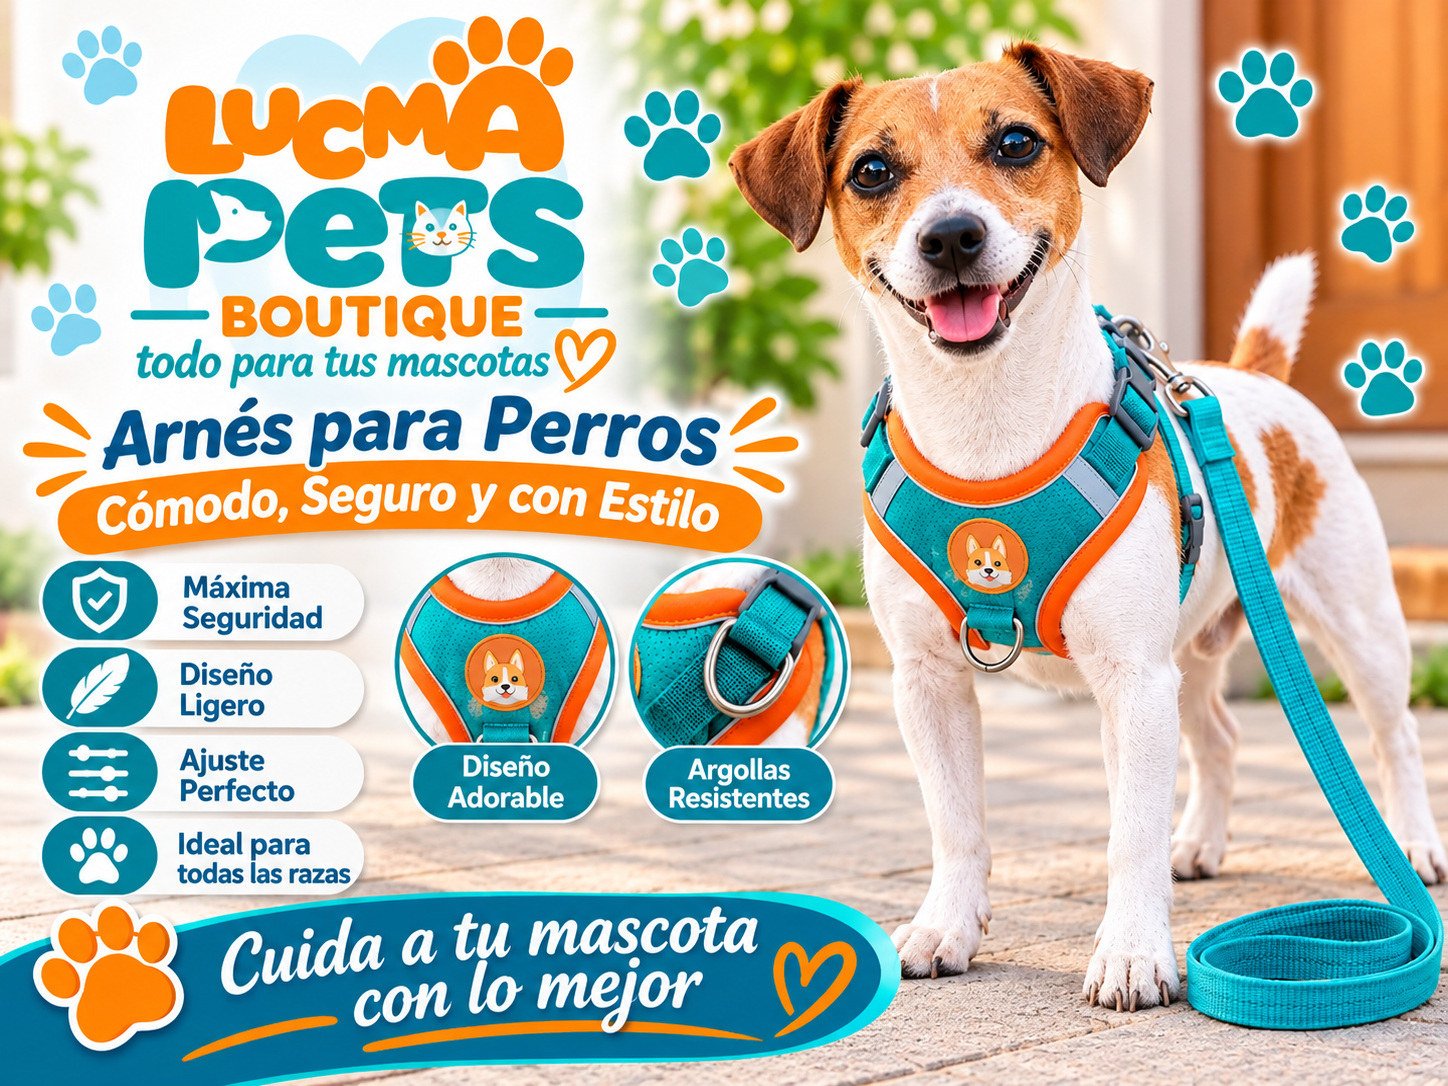 LUCMA
PETS
BOUTIQUE
todo para tus mascotas
Arnés para Perros
Cómodo, Seguro y con Estilo
Máxima
Seguridad
Diseño
Ligero
Ajuste
Perfecto
Ideal para
todas las razas
Diseño
Adorable
Argollas
Resistentes
Cuida a tu mascota
con lo mejor